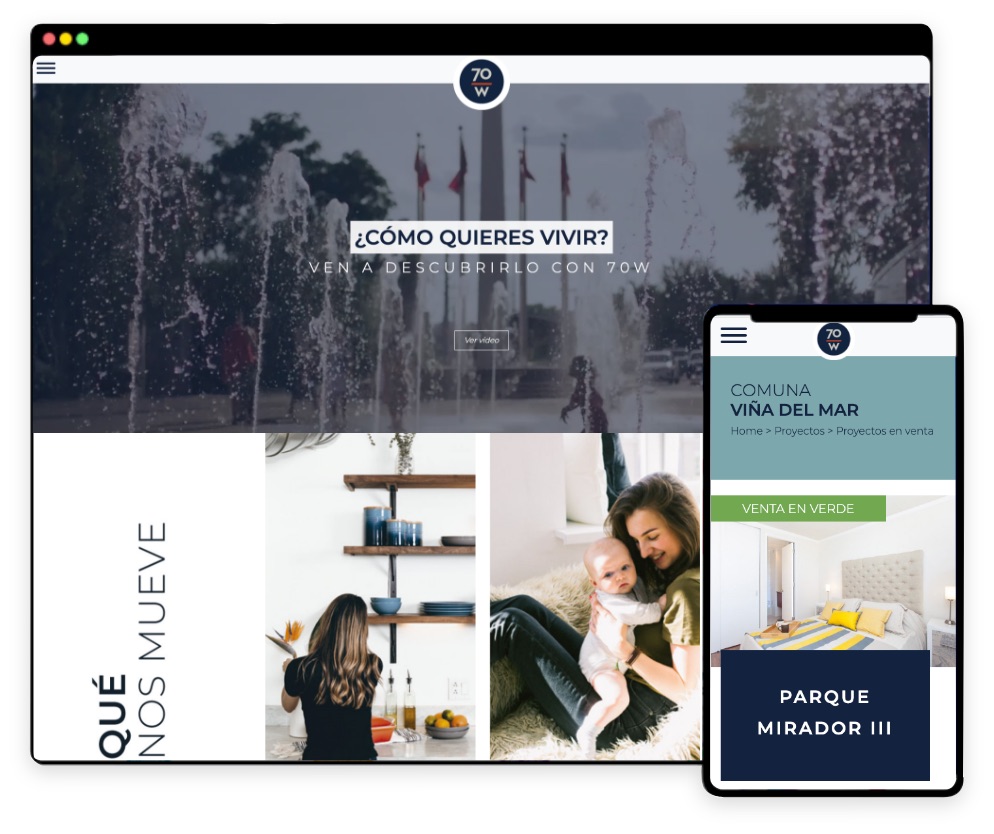 70
W
¿CÓMO QUIERES VIVIR?
VEN A DESCUBRIRLO CON 70W
Ver video
QUÉ
NOS MUEVE
70
W
COMUNA
VIÑA DEL MAR
Home > Proyectos > Proyectos en venta
VENTA EN VERDE
PARQUE
MIRADOR III